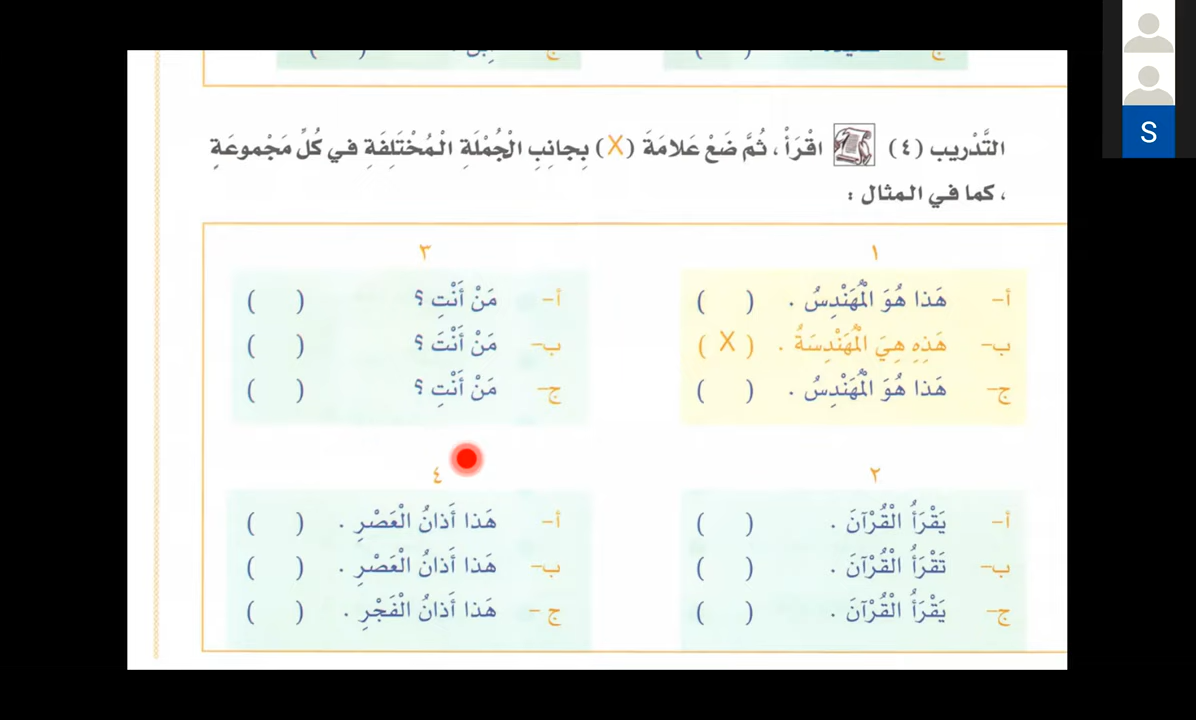 التَّدْريب (٤) اقْرَأْ ، ثُمَّ ضَعْ عَلامَةَ (X) بِجانِبِ الْجُمْلَةِ الْمُخْتَلِفَةِ في كُلِّ مَجْموعَةٍ
، كما في المثال :
١
أ- هَذا هُوَ الْمُهَنْدِسُ . ( )
ب- هَذِهِ هِيَ الْمُهَنْدِسَةُ . ( X )
ج- هَذا هُوَ الْمُهَنْدِسُ . ( )
٢
أ- يَقْرَأُ الْقُرْآنَ . ( )
ب- تَقْرَأُ الْقُرْآنَ . ( )
ج- يَقْرَأُ الْقُرْآنَ . ( )
٣
أ- مَنْ أَنْتِ ؟ ( )
ب- مَنْ أَنْتَ ؟ ( )
ج- مَنْ أَنْتِ ؟ ( )
٤
أ- هَذا أَذانُ الْعَصْرِ . ( )
ب- هَذا أَذانُ الْعَصْرِ . ( )
ج - هَذا أَذانُ الْفَجْرِ . ( )
S